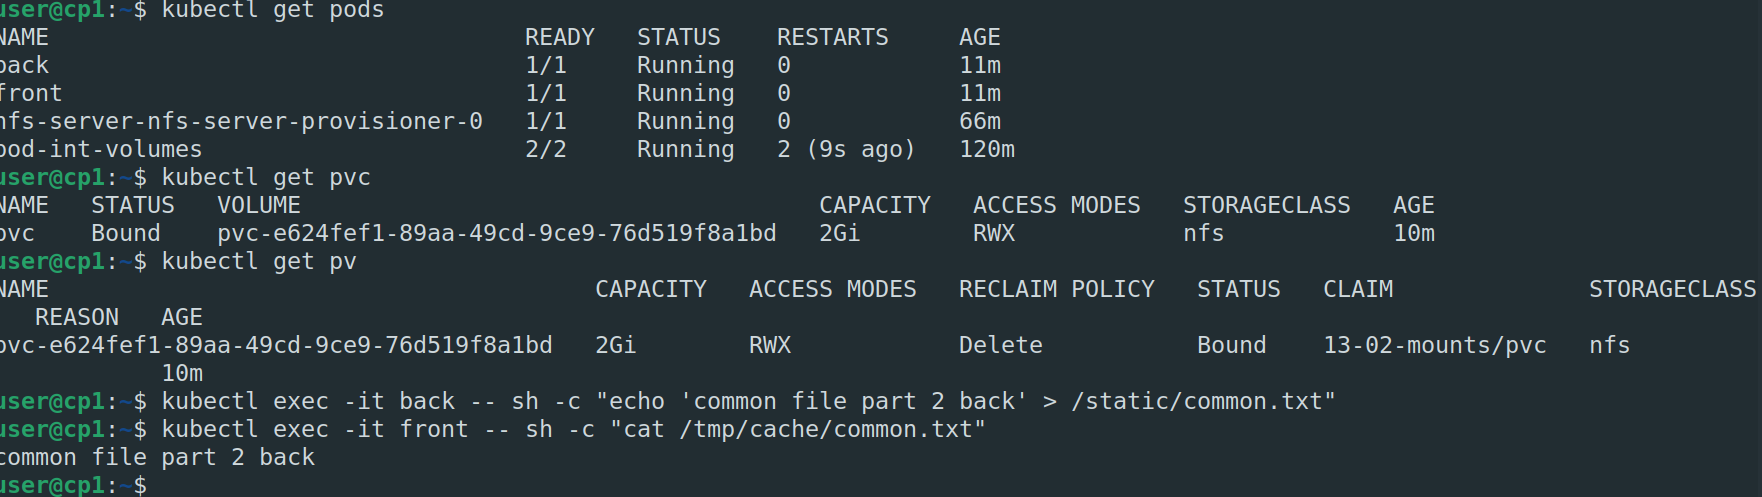 user@cp1:~$ kubectl get pods
NAME                                  READY   STATUS    RESTARTS     AGE
back                                  1/1     Running   0            11m
front                                 1/1     Running   0            11m
nfs-server-nfs-server-provisioner-0   1/1     Running   0            66m
pod-int-volumes                       2/2     Running   2 (9s ago)   120m
user@cp1:~$ kubectl get pvc
NAME   STATUS   VOLUME                                     CAPACITY   ACCESS MODES   STORAGECLASS   AGE
pvc    Bound    pvc-e624fef1-89aa-49cd-9ce9-76d519f8a1bd   2Gi        RWX            nfs            10m
user@cp1:~$ kubectl get pv
NAME                                       CAPACITY   ACCESS MODES   RECLAIM POLICY   STATUS   CLAIM              STORAGECLASS
   REASON   AGE
pvc-e624fef1-89aa-49cd-9ce9-76d519f8a1bd   2Gi        RWX            Delete           Bound    13-02-mounts/pvc   nfs
            10m
user@cp1:~$ kubectl exec -it back -- sh -c "echo 'common file part 2 back' > /static/common.txt"
user@cp1:~$ kubectl exec -it front -- sh -c "cat /tmp/cache/common.txt"
common file part 2 back
user@cp1:~$